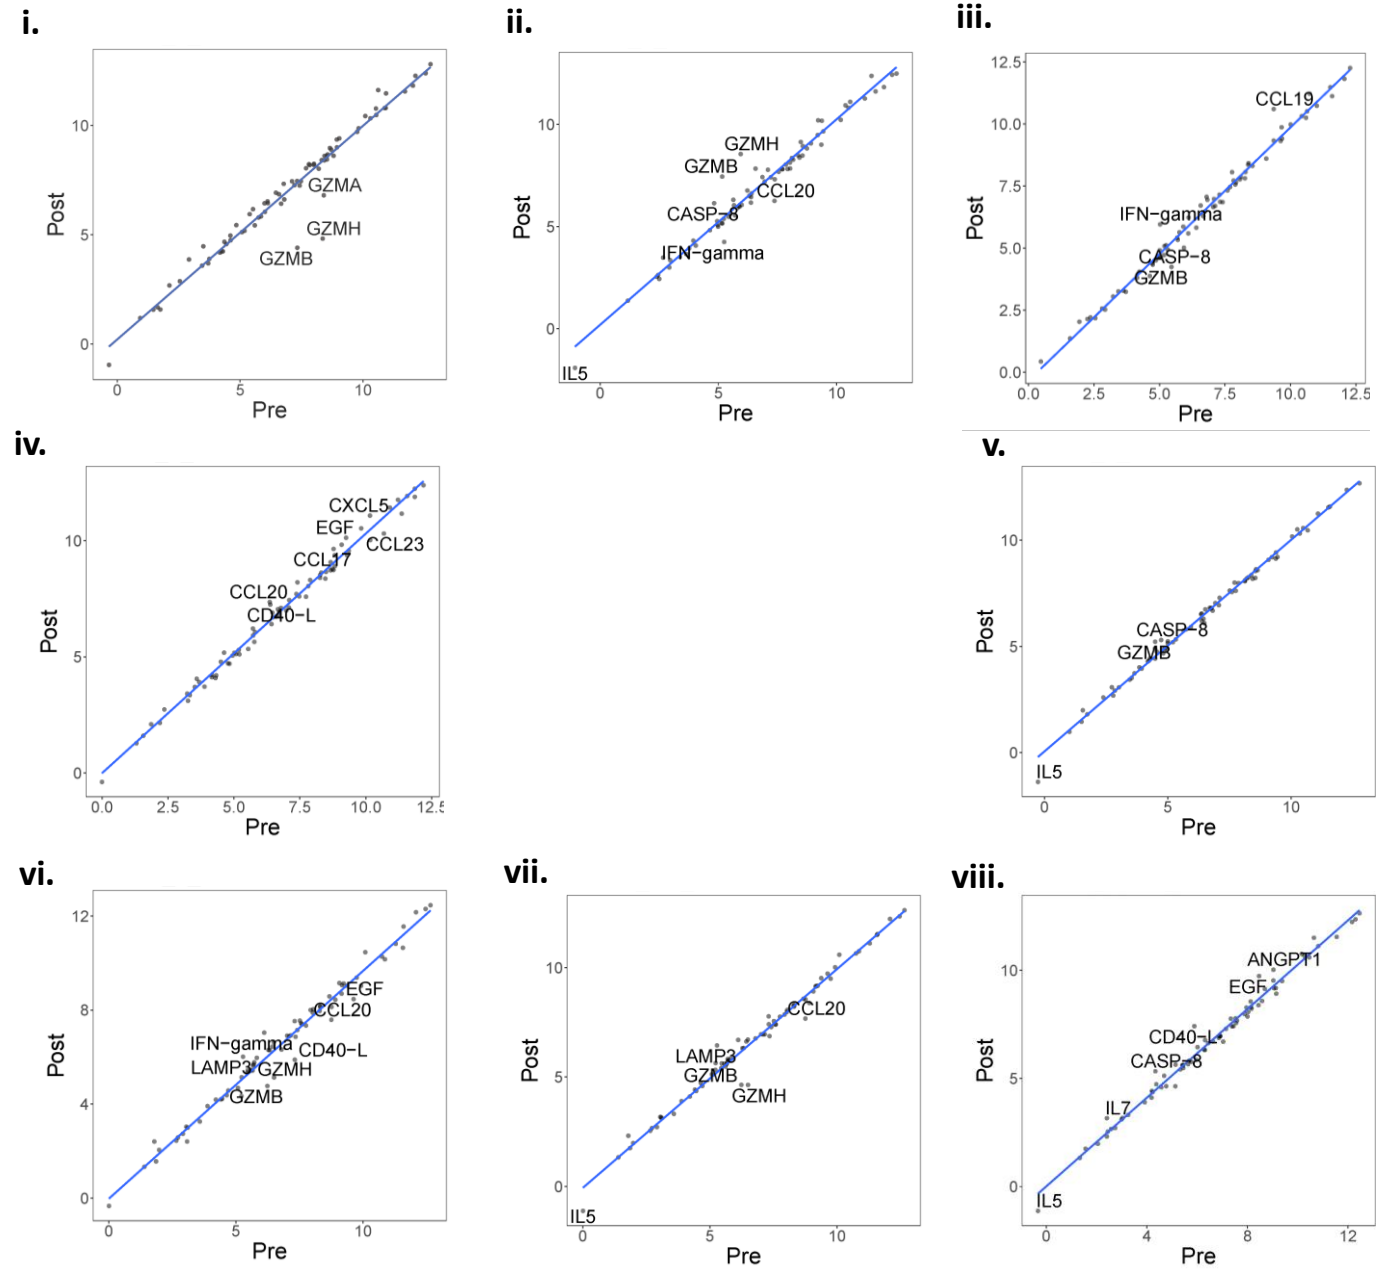 i.
10
5
0
0
5
10
Post
Pre
GZMA
GZMH
GZMB
ii.
10
5
0
0
5
10
Post
Pre
GZMH
GZMB
CCL20
CASP-8
IFN-gamma
IL5
iii.
12.5
10.0
7.5
5.0
2.5
0.0
0.0
2.5
5.0
7.5
10.0
12.5
Post
Pre
CCL19
IFN-gamma
CASP-8
GZMB
iv.
10
5
0
0.0
2.5
5.0
7.5
10.0
12.5
Post
Pre
CXCL5
EGF
CCL23
CCL17
CCL20
CD40-L
v.
10
5
0
0
5
10
Post
Pre
CASP-8
GZMB
IL5
vi.
12
8
4
0
0
5
10
Post
Pre
EGF
CCL20
IFN-gamma
CD40-L
LAMP3
GZMH
GZMB
vii.
10
5
0
0
5
10
Post
Pre
CCL20
LAMP3
GZMB
GZMH
IL5
viii.
10
5
0
0
4
8
12
Post
Pre
ANGPT1
EGF
CD40-L
CASP-8
IL7
IL5